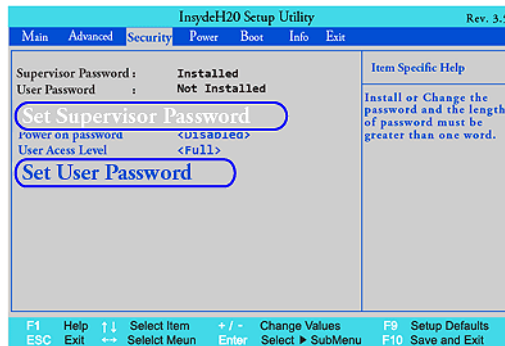 InsydeH20 Setup Utility Rev. 3.5
Main Advanced Security Power Boot Info Exit
Supervisor Password : Installed
User Password : Not Installed
Set Supervisor Password
Power on password <Disabled>
User Acess Level <Full>
Set User Password
Item Specific Help
Install or Change the
password and the length
of password must be
greater than one word.
F1 Help ↑↓ Select Item + / - Change Values F9 Setup Defaults
ESC Exit ↔ Selelct Meun Enter Select ▶ SubMenu F10 Save and Exit